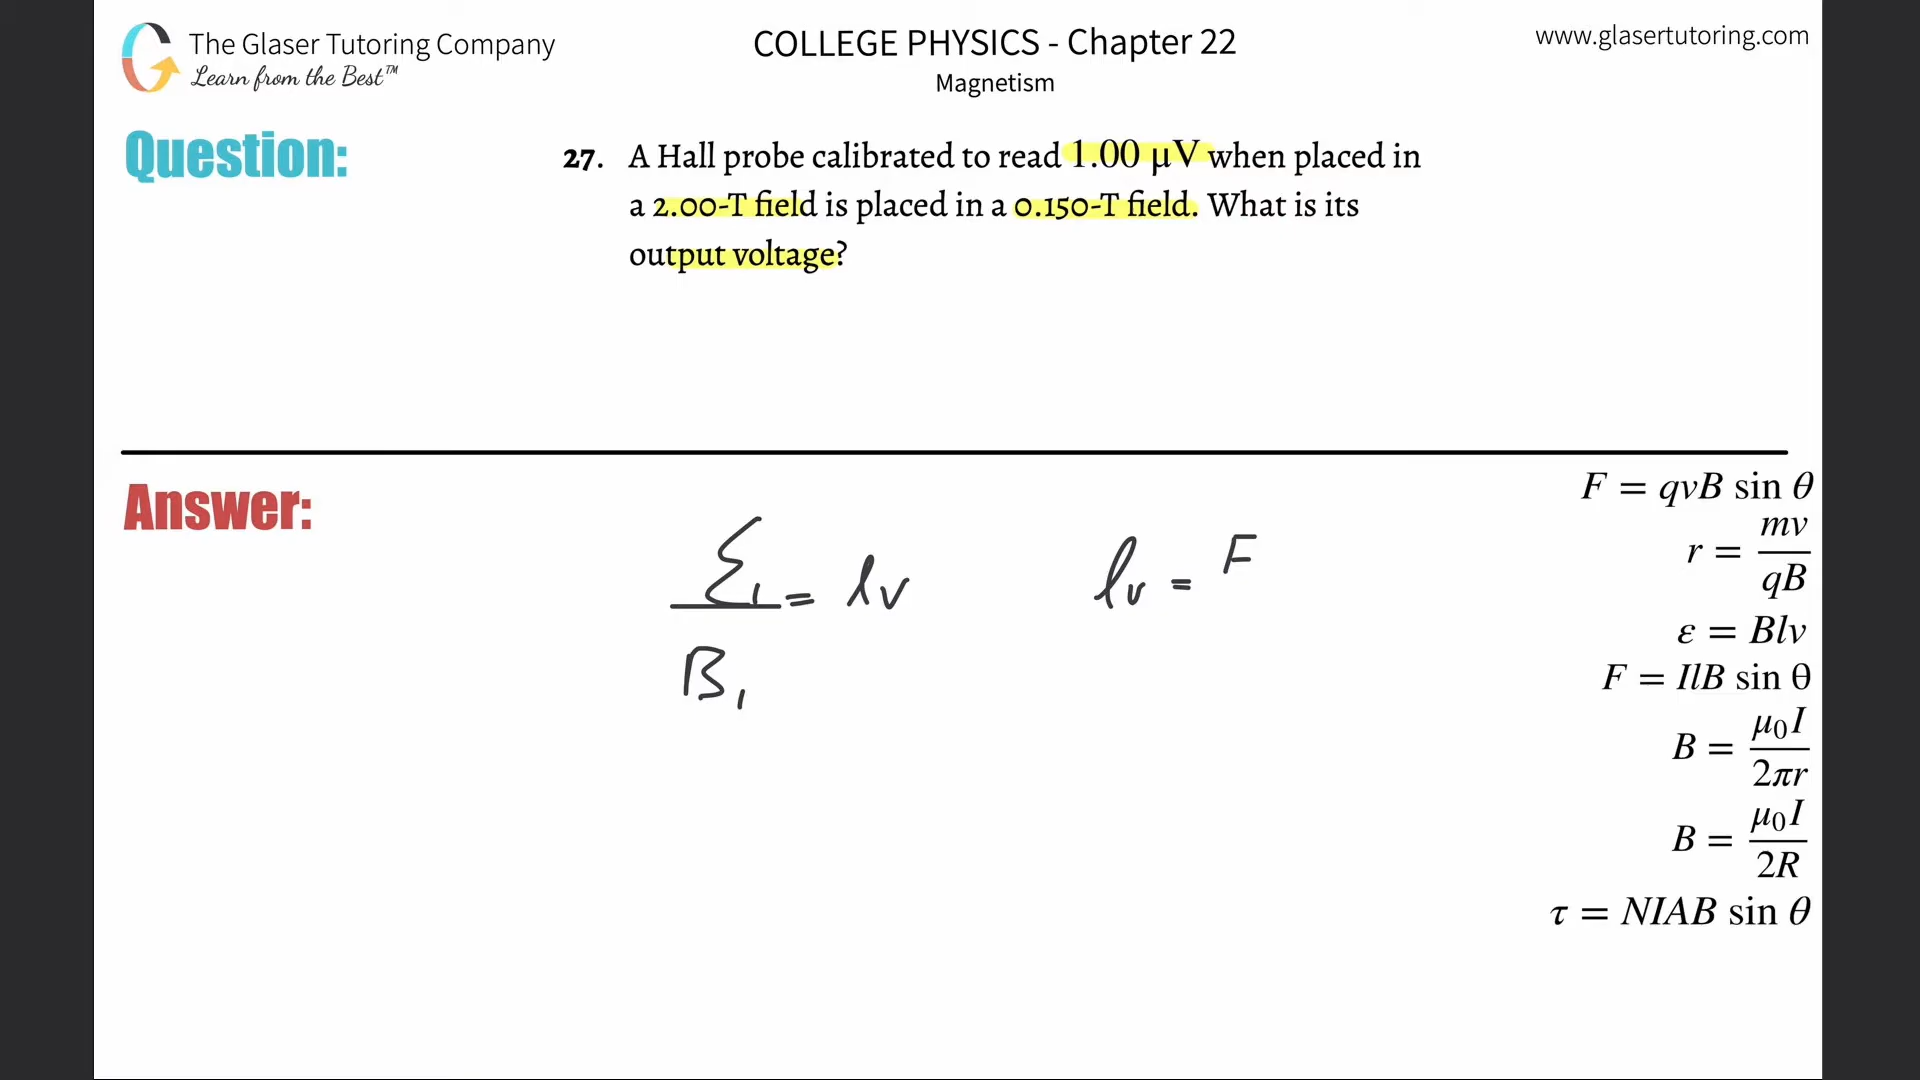 The Glaser Tutoring Company
Learn from the Best™
COLLEGE PHYSICS - Chapter 22
Magnetism
www.glasertutoring.com
Question:
27. A Hall probe calibrated to read 1.00 μV when placed in
a 2.00-T field is placed in a 0.150-T field. What is its
output voltage?
Answer:
Σ₁/B₁ = lv
lv = F
F = qvB sin θ
r = mv/qB
ε = Blv
F = IlB sin θ
B = μ₀I/2πr
B = μ₀I/2R
τ = NIAB sin θ